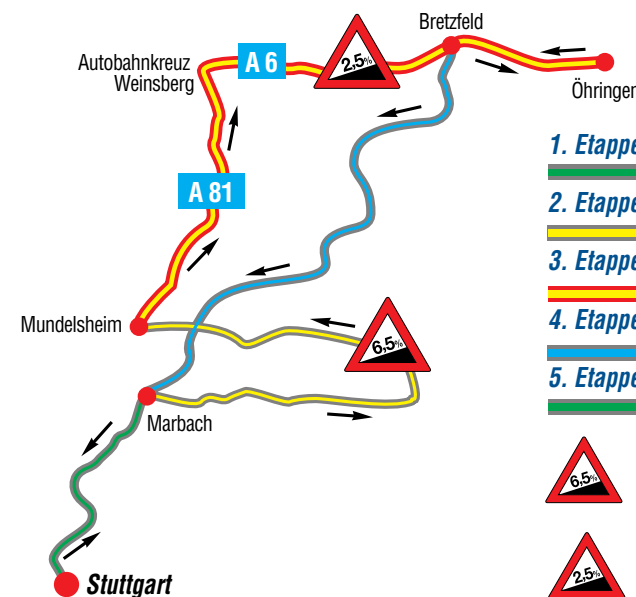 Bretzfeld
Autobahnkreuz
Weinsberg
A 6
2,5%
Öhringen
1. Etappe
A 81
2. Etappe
3. Etappe
Mundelsheim
4. Etappe
6,5%
5. Etappe
Marbach
6,5%
2,5%
Stuttgart